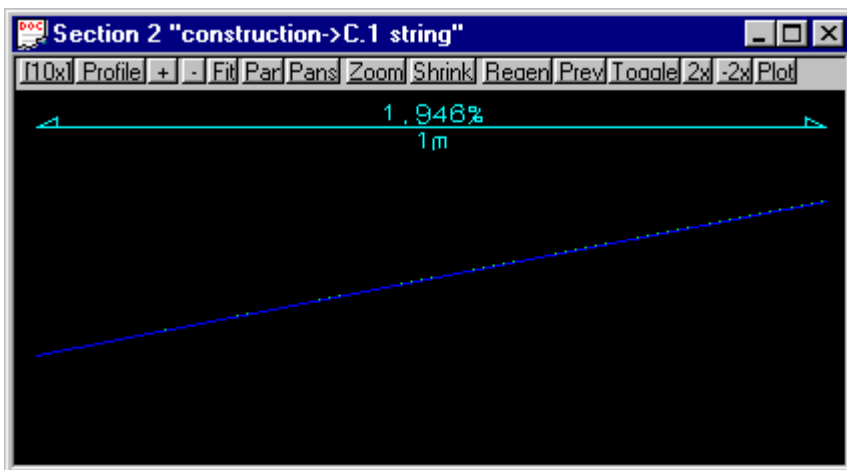 DOC
Section 2 "construction->C.1 string"
[10x] Profile + - Fit Par Pans Zoom Shrink Regen Prev Toggle 2x -2x Plot
1.946%
1m